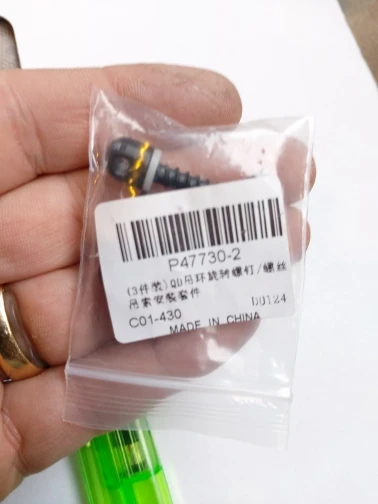 P47730-2
(3件装)QD吊环旋转螺钉/螺丝
吊索安装套件
C01-430 D0124
MADE IN CHINA